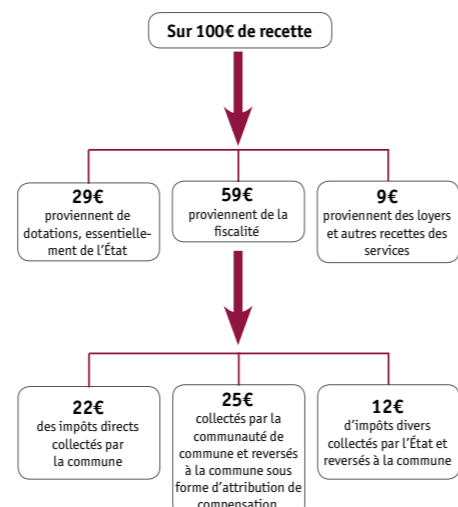 Sur 100€ de recette
29€
proviennent de
dotations, essentielle-
ment de l'État
59€
proviennent de la
fiscalité
9€
proviennent des loyers
et autres recettes des
services
22€
des impôts directs
collectés par
la commune
25€
collectés par la
communauté de
commune et reversés
à la commune sous
forme d'attribution de
compensation
12€
d'impôts divers
collectés par l'État et
reversés à la commune